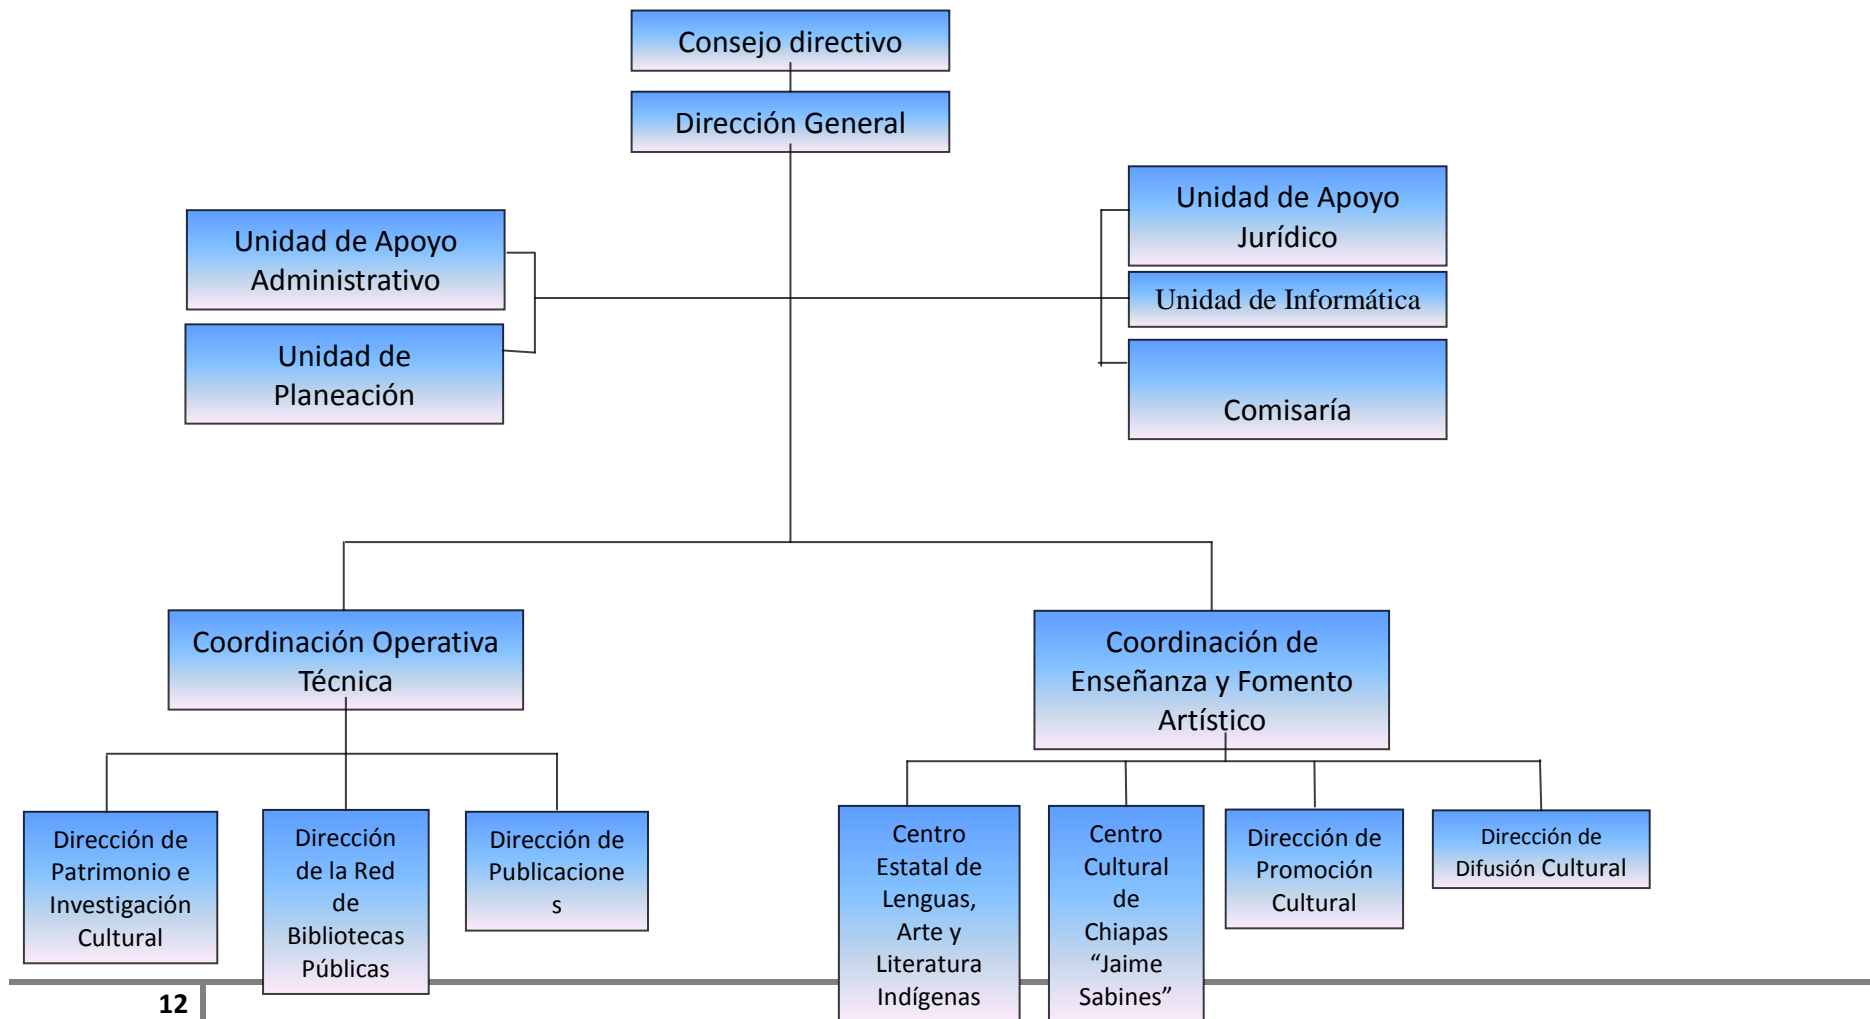 Consejo directivo
Dirección General
Unidad de Apoyo
Administrativo
Unidad de
Planeación
Unidad de Apoyo
Jurídico
Unidad de Informática
Comisaría
Coordinación Operativa
Técnica
Coordinación de
Enseñanza y Fomento
Artístico
Dirección de
Patrimonio e
Investigación
Cultural
Dirección
de la Red
de
Bibliotecas
Públicas
Dirección de
Publicacione
s
Centro
Estatal de
Lenguas,
Arte y
Literatura
Indígenas
Centro
Cultural
de
Chiapas
“Jaime
Sabines”
Dirección de
Promoción
Cultural
Dirección de
Difusión Cultural
12